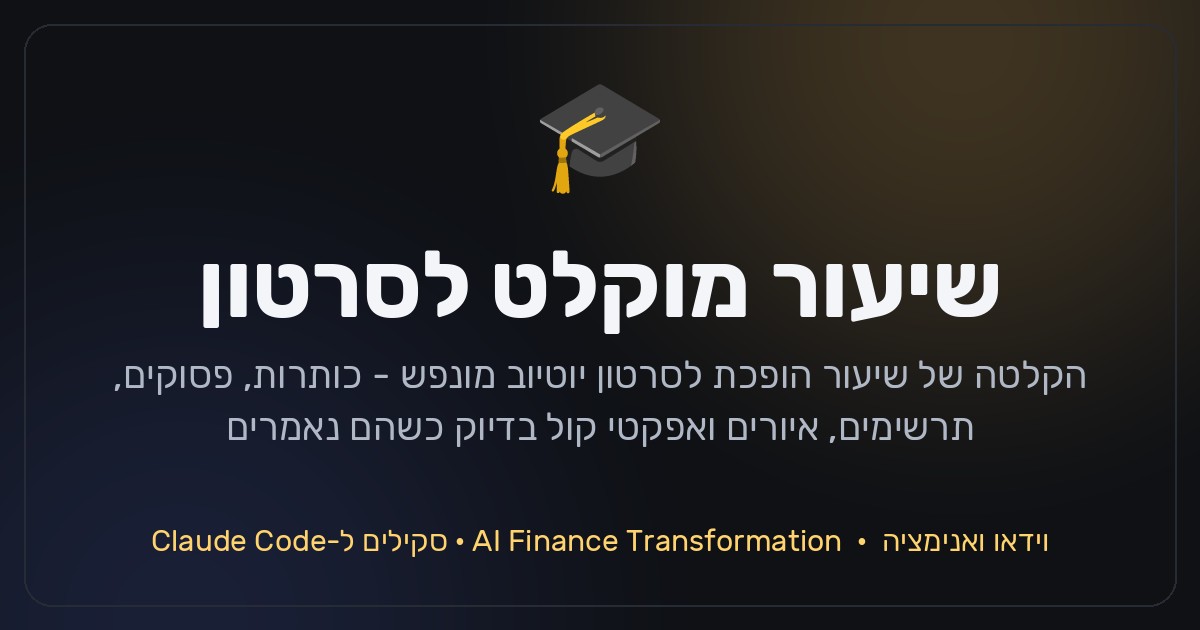 שיעור מוקלט לסרטון
הקלטה של שיעור הופכת לסרטון יוטיוב מונפש - כותרות, פסוקים,
תרשימים, איורים ואפקטי קול בדיוק כשהם נאמרים
וידאו ואנימציה • AI Finance Transformation • סקילים ל-Claude Code